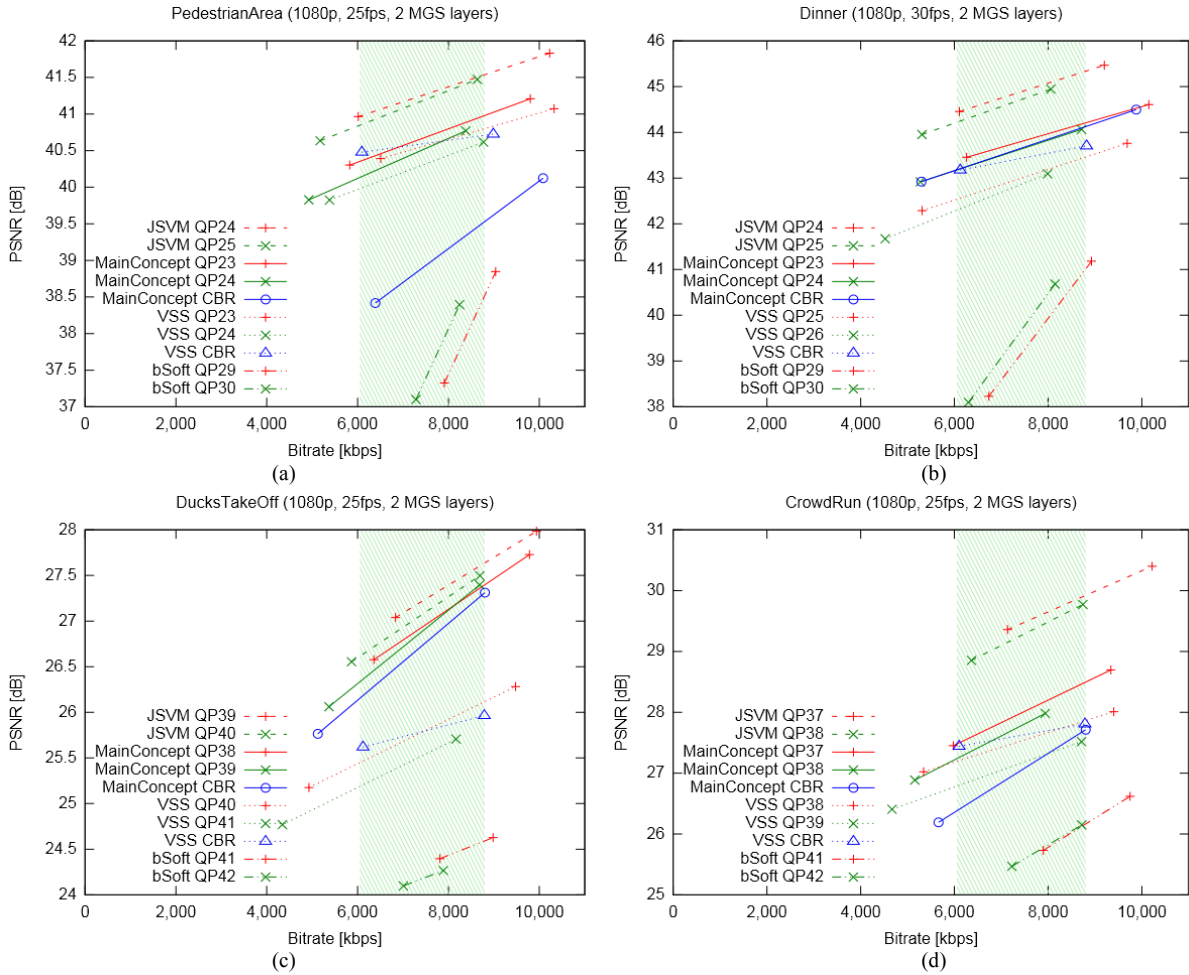 PedestrianArea (1080p, 25fps, 2 MGS layers)
42
41.5
41
40.5
40
39.5
39
38.5
38
37.5
37
PSNR [dB]
JSVM QP24
JSVM QP25
MainConcept QP23
MainConcept QP24
MainConcept CBR
VSS QP23
VSS QP24
VSS CBR
bSoft QP29
bSoft QP30
0 2,000 4,000 6,000 8,000 10,000
Bitrate [kbps]
(a)
Dinner (1080p, 30fps, 2 MGS layers)
46
45
44
43
42
41
40
39
38
PSNR [dB]
JSVM QP24
JSVM QP25
MainConcept QP23
MainConcept QP24
MainConcept CBR
VSS QP25
VSS QP26
VSS CBR
bSoft QP29
bSoft QP30
0 2,000 4,000 6,000 8,000 10,000
Bitrate [kbps]
(b)
DucksTakeOff (1080p, 25fps, 2 MGS layers)
28
27.5
27
26.5
26
25.5
25
24.5
24
PSNR [dB]
JSVM QP39
JSVM QP40
MainConcept QP38
MainConcept QP39
MainConcept CBR
VSS QP40
VSS QP41
VSS CBR
bSoft QP41
bSoft QP42
0 2,000 4,000 6,000 8,000 10,000
Bitrate [kbps]
(c)
CrowdRun (1080p, 25fps, 2 MGS layers)
31
30
29
28
27
26
25
PSNR [dB]
JSVM QP37
JSVM QP38
MainConcept QP37
MainConcept QP38
MainConcept CBR
VSS QP38
VSS QP39
VSS CBR
bSoft QP41
bSoft QP42
0 2,000 4,000 6,000 8,000 10,000
Bitrate [kbps]
(d)